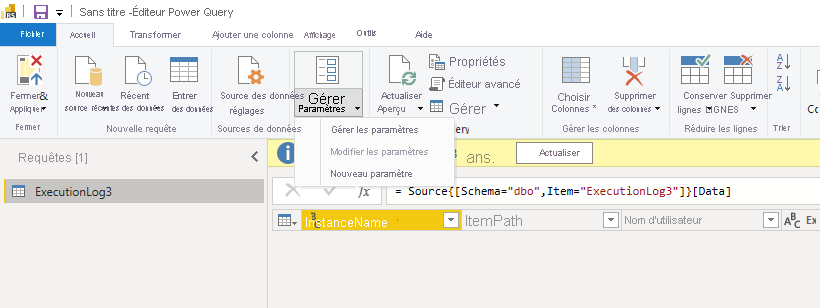 Sans titre -Éditeur Power Query
Fichier Accueil Transformer Ajouter une colonne Affichage Outils Aide
Fermer &
Appliquer
Fermer
Nouveau
source
récentes
Entrer
des données
Nouvelle requête
Source des données
réglages
Sources de données
Gérer
Paramètres
Actualiser
Aperçu
Propriétés
Éditeur avancé
Gérer
Choisir
Colonnes
Supprimer
des colonnes
Gérer les colonnes
Conserver Supprimer
lignes LIGNES
Réduire les lignes
A
Z
Z
A
Trier
Gérer les paramètres
Modifier les paramètres
Nouveau paramètre
Requêtes [1]
ans.
Actualiser
ExecutionLog3
fx
= Source{[Schema="dbo",Item="ExecutionLog3"]}[Data]
InstanceName ItemPath Nom d'utilisateur ABC Ex